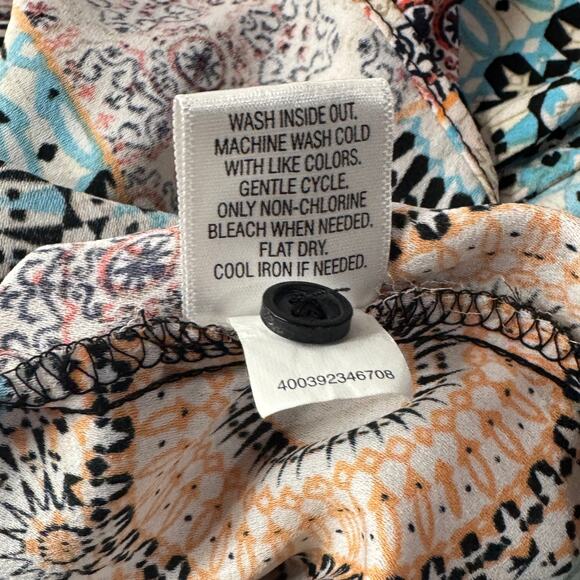 WASH INSIDE OUT.
MACHINE WASH COLD
WITH LIKE COLORS.
GENTLE CYCLE.
ONLY NON-CHLORINE
BLEACH WHEN NEEDED.
FLAT DRY.
COOL IRON IF NEEDED.
400392346708